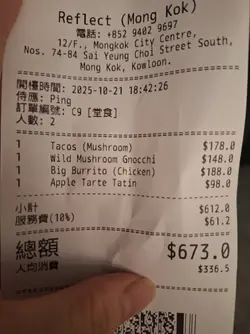 Reflect (Mong Kok)
電話: +852 9402 9697
12/F., Mongkok City Centre,
Nos. 74-84 Sai Yeung Choi Street South,
Mong Kok, Kowloon.
開檯時間: 2025-10-21 18:42:26
侍應: Ping
訂單編號: C9 [堂食]
人數: 2
1 Tacos (Mushroom) $178.0
1 Wild Mushroom Gnocchi $148.0
1 Big Burrito (Chicken) $188.0
1 Apple Tarte Tatin $98.0
小計 $612.0
服務費(10%) $61.2
總額 $673.0
人均消費 $336.5